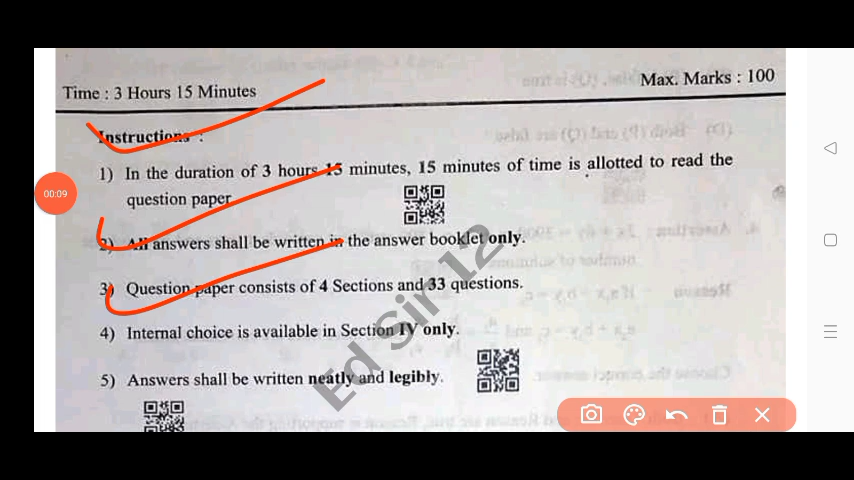 Time : 3 Hours 15 Minutes
Max. Marks : 100
Instructions :
1) In the duration of 3 hours 15 minutes, 15 minutes of time is allotted to read the
question paper
00:09
2) All answers shall be written in the answer booklet only.
3) Question paper consists of 4 Sections and 33 questions.
4) Internal choice is available in Section IV only.
5) Answers shall be written neatly and legibly.
Ed Sir 12